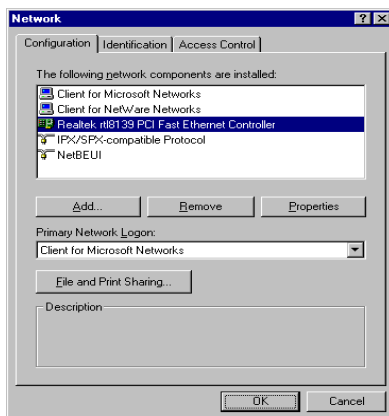 Network
Configuration Identification Access Control
The following network components are installed:
Client for Microsoft Networks
Client for NetWare Networks
Realtek rtl8139 PCI Fast Ethernet Controller
IPX/SPX-compatible Protocol
NetBEUI
Add... Remove Properties
Primary Network Logon:
Client for Microsoft Networks
File and Print Sharing...
Description
OK Cancel